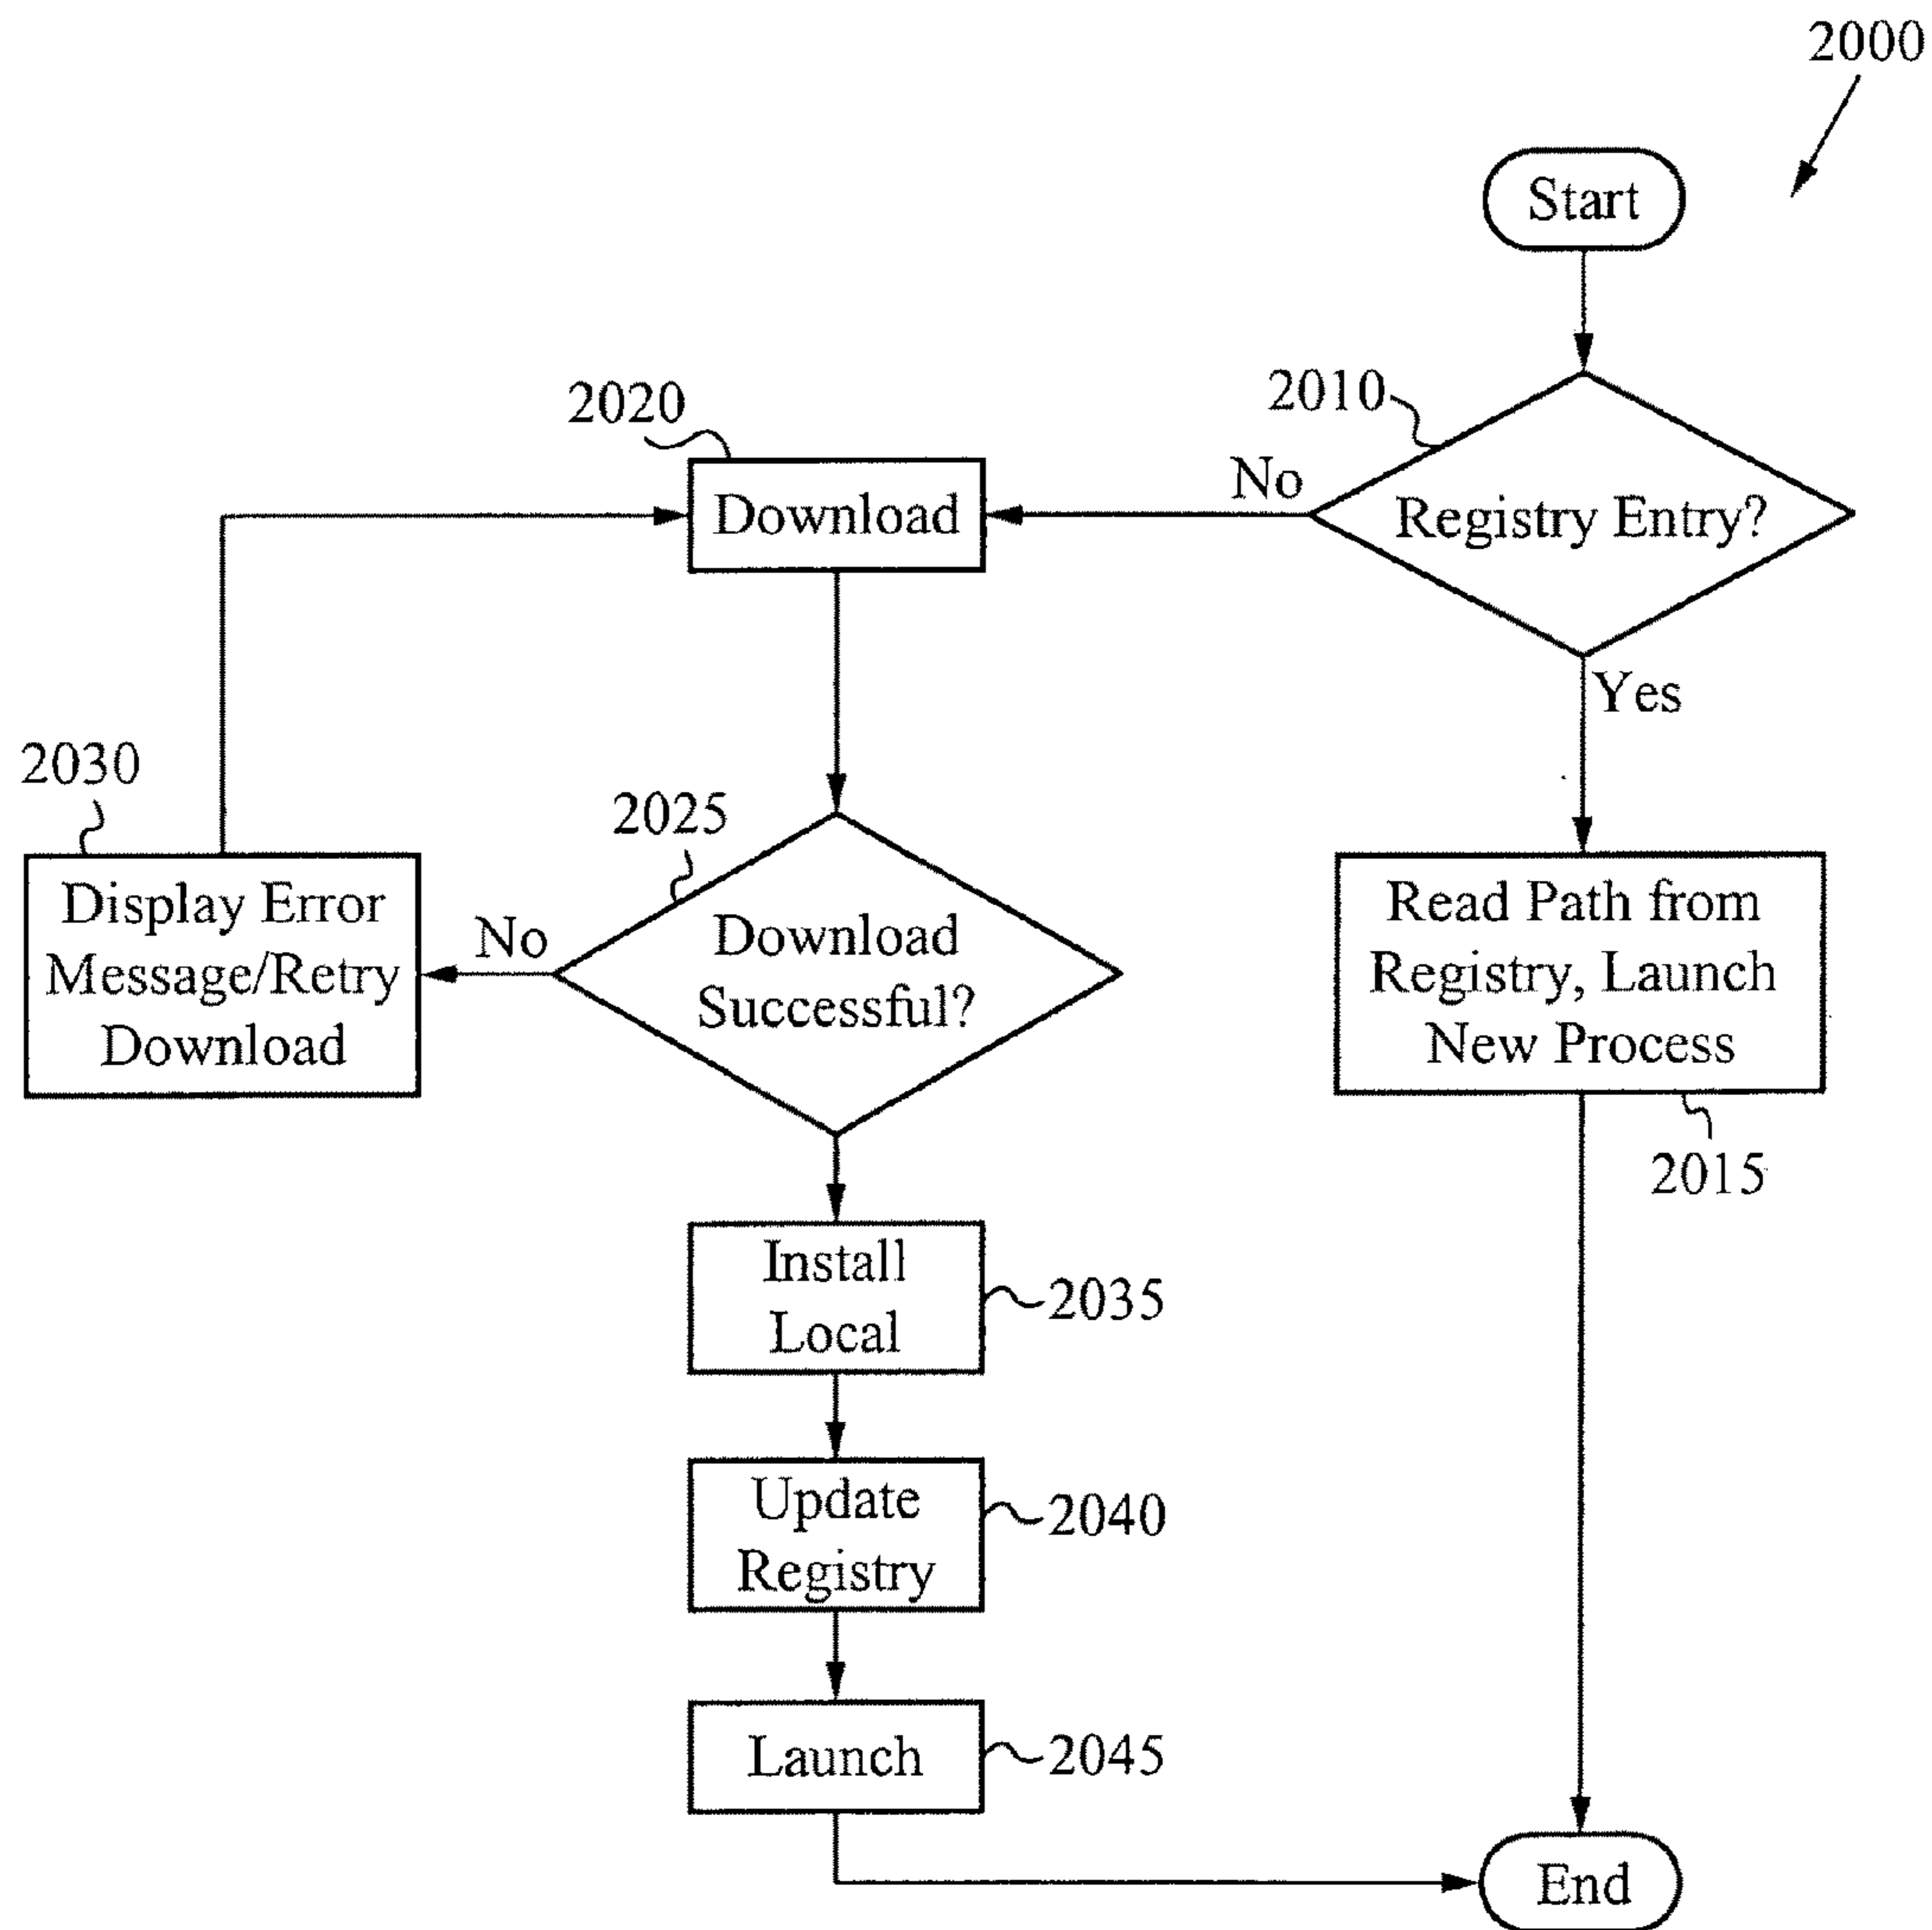 2000
Start
2010
Registry Entry?
No
Yes
2020
Download
2030
Display Error
Message/Retry
Download
2025
Download
Successful?
No
Read Path from
Registry, Launch
New Process
2015
Install
Local
2035
Update
Registry
2040
Launch
2045
End